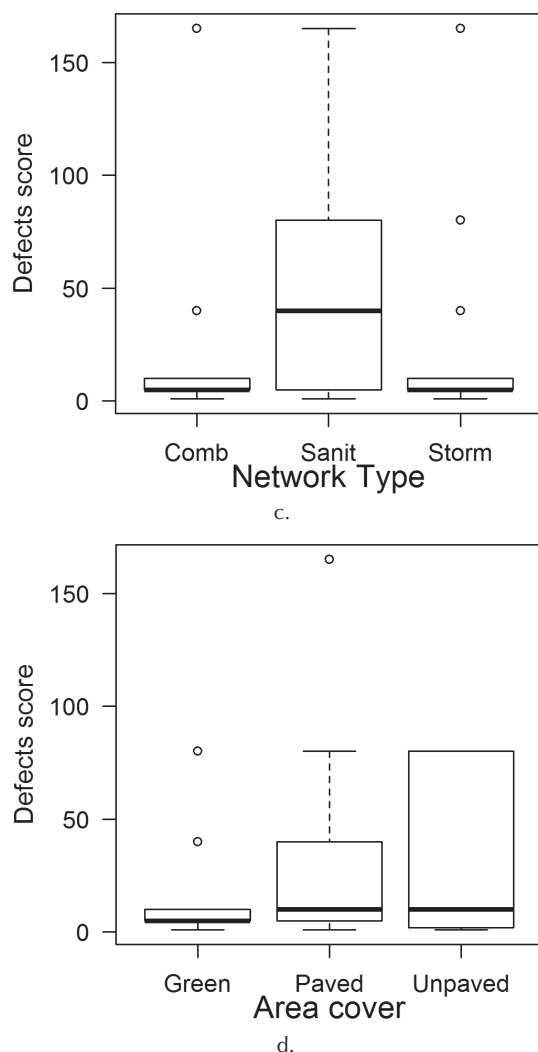 150
100
50
0
Defects score
Comb Sanit Storm
Network Type
c.
150
100
50
0
Defects score
Green Paved Unpaved
Area cover
d.